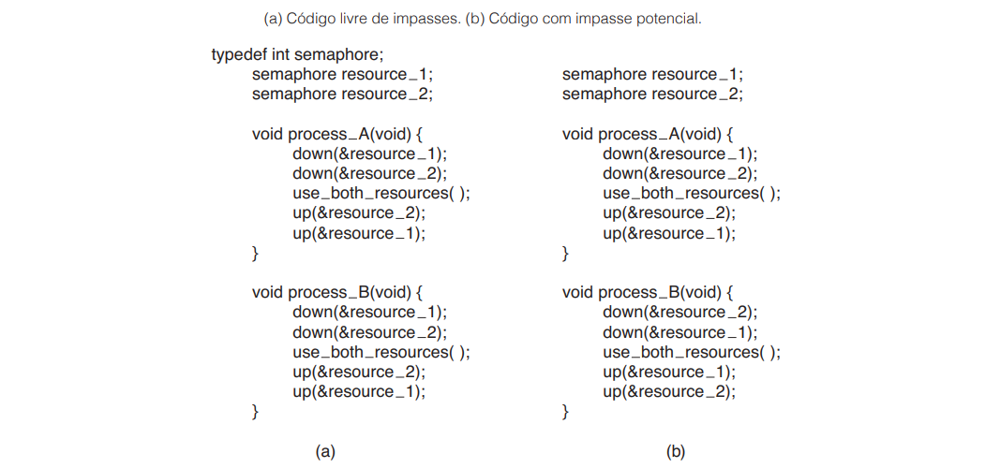 (a) Código livre de impasses. (b) Código com impasse potencial.
typedef int semaphore;
semaphore resource_1;
semaphore resource_2;
void process_A(void) {
down(&resource_1);
down(&resource_2);
use_both_resources( );
up(&resource_2);
up(&resource_1);
}
void process_B(void) {
down(&resource_1);
down(&resource_2);
use_both_resources( );
up(&resource_2);
up(&resource_1);
}
(a)
semaphore resource_1;
semaphore resource_2;
void process_A(void) {
down(&resource_1);
down(&resource_2);
use_both_resources( );
up(&resource_2);
up(&resource_1);
}
void process_B(void) {
down(&resource_2);
down(&resource_1);
use_both_resources( );
up(&resource_1);
up(&resource_2);
}
(b)